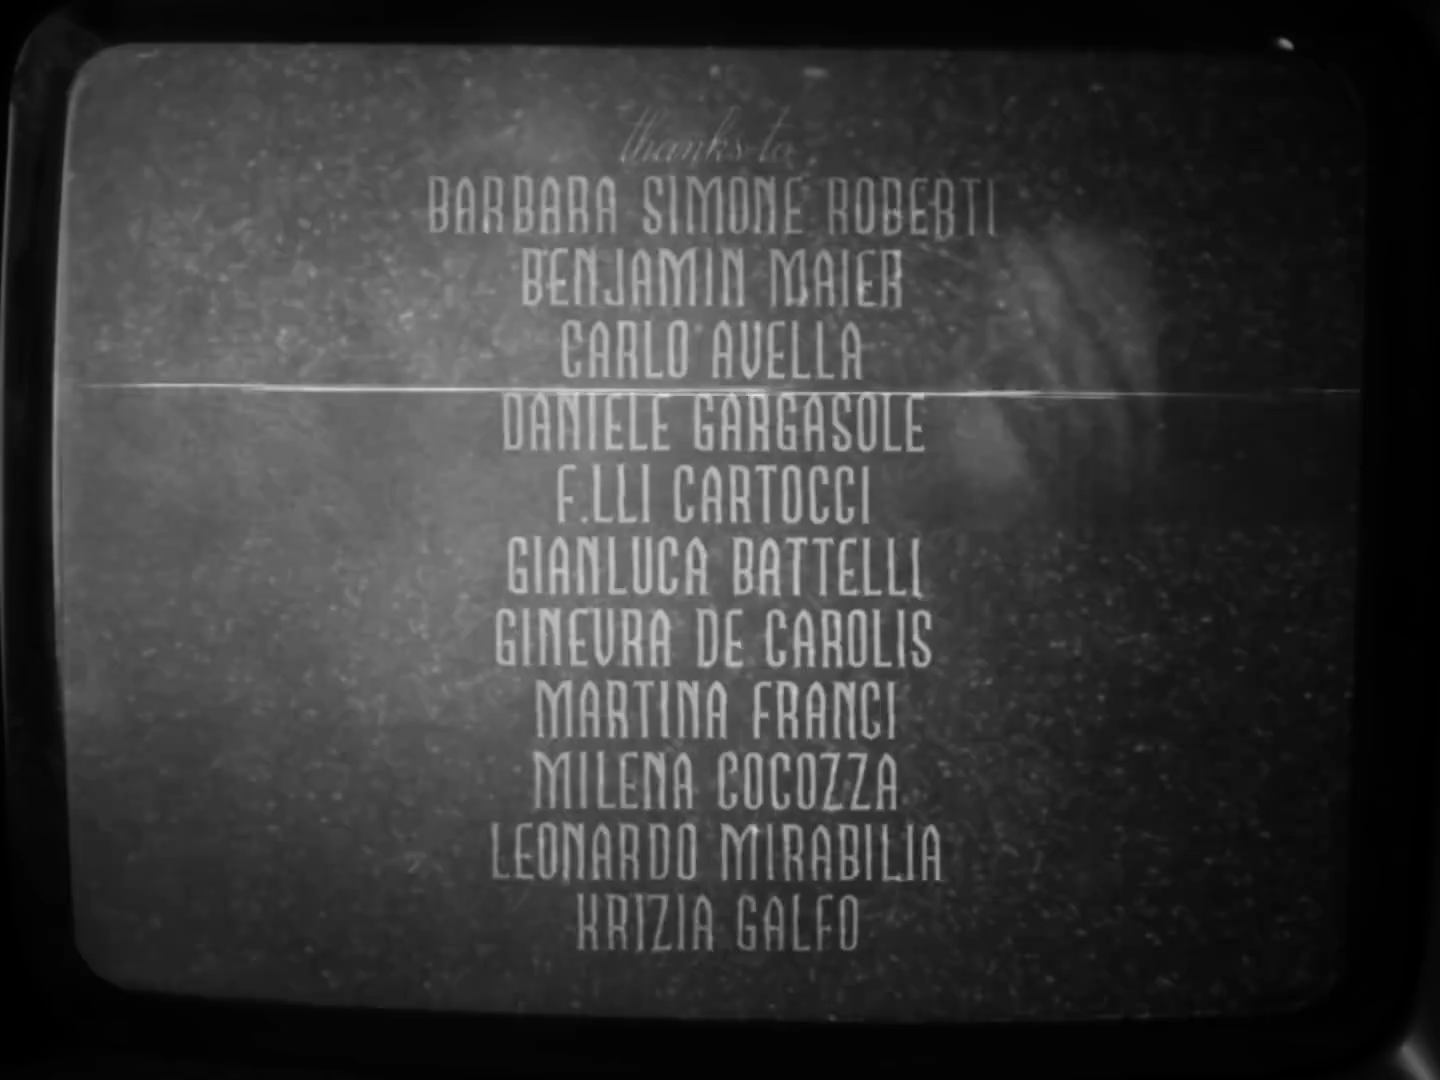 thanks to
BARBARA SIMONE ROBERTI
BENJAMIN MAIER
CARLO AVELLA
DANIELE GARGASOLE
F.LLI CARTOCCI
GIANLUCA BATTELLI
GINEVRA DE CAROLIS
MARTINA FRANCI
MILENA COCOZZA
LEONARDO MIRABILIA
KRIZIA GALFO